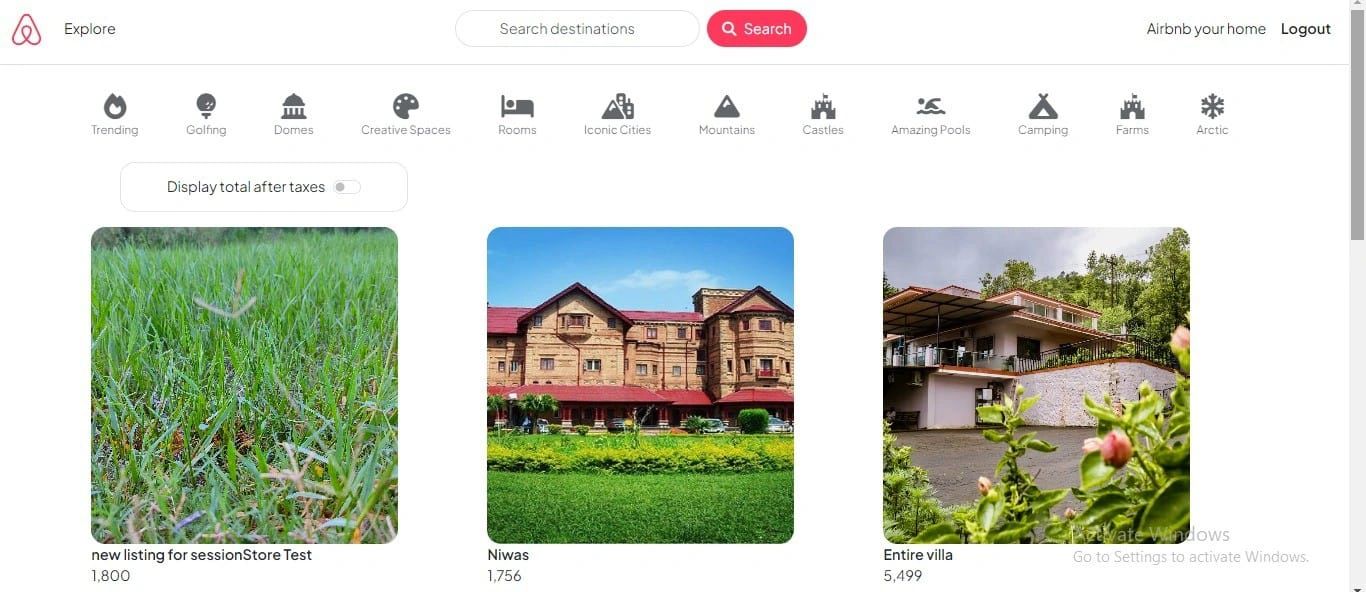 Explore
Search destinations
Search
Airbnb your home
Logout
Trending
Golfing
Domes
Creative Spaces
Rooms
Iconic Cities
Mountains
Castles
Amazing Pools
Camping
Farms
Arctic
Display total after taxes
new listing for sessionStore Test
1,800
Niwas
1,756
Entire villa
5,499
Activate Windows
Go to Settings to activate Windows.